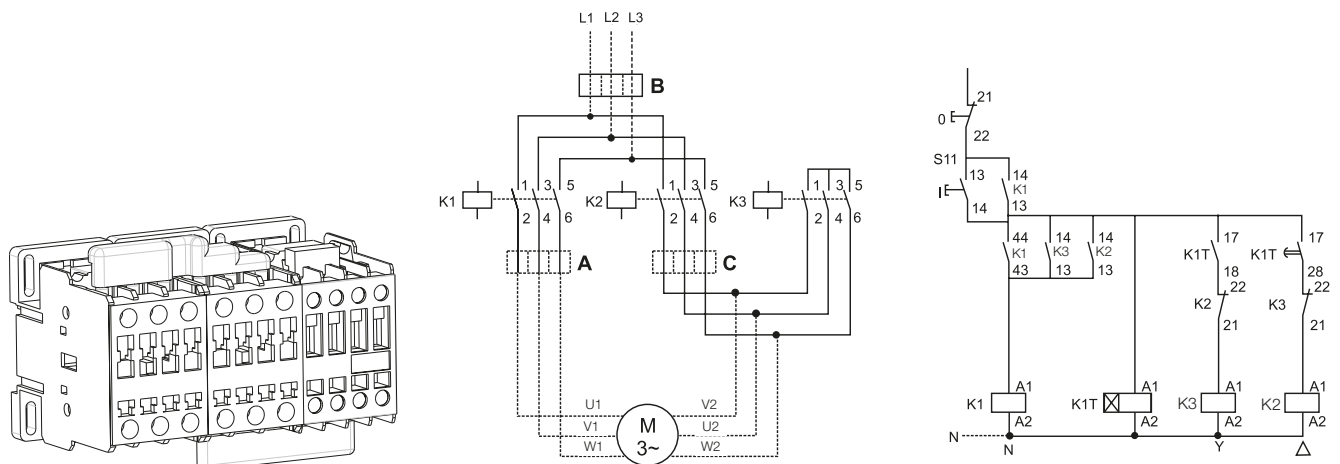 L1 L2 L3
B
K1 1 3 5
2 4 6
K2 1 3 5
2 4 6
K3 1 3 5
2 4 6
A
C
U1
V1
W1
M
3~
V2
U2
W2
21
0
22
S11
13
14
14
K1
13
I
44
K1
43
14
K3
13
14
K2
13
17
K1T
18
22
K2
21
17
K1T
28
22
K3
21
K1 A1
A2
K1T A1
A2
K3 A1
A2
K2 A1
A2
N
N
Y
△